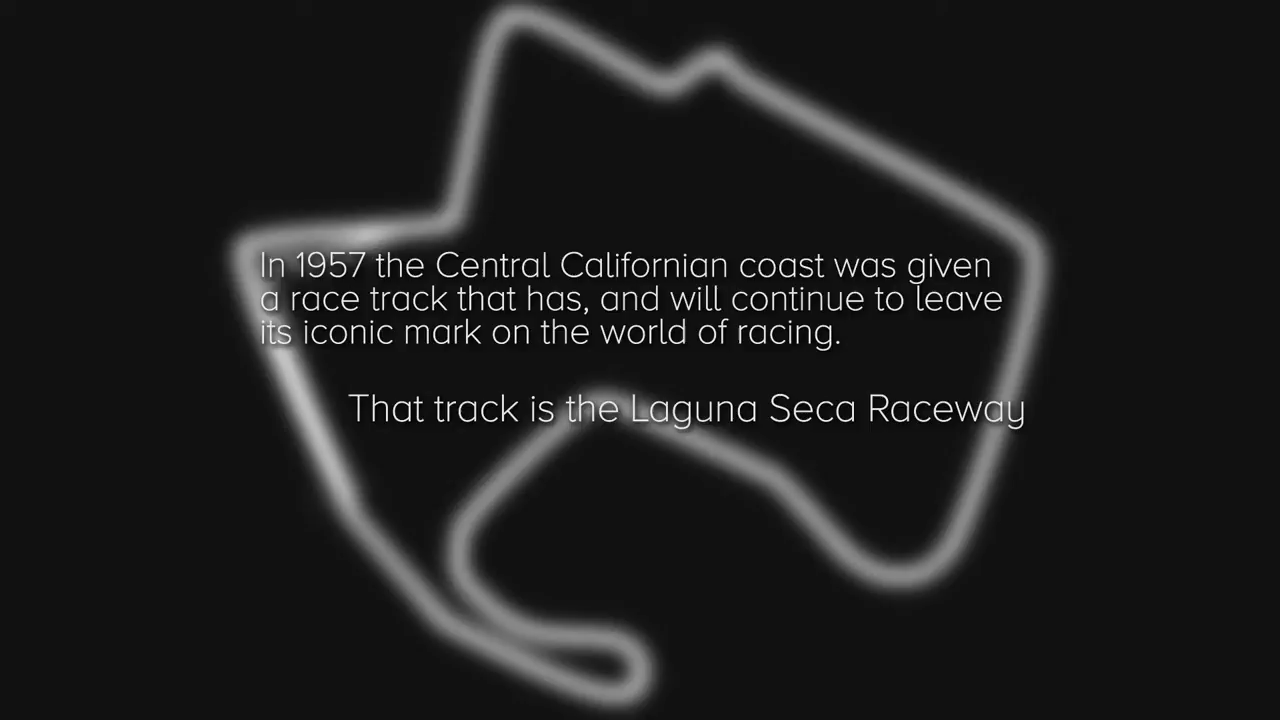 In 1957 the Central Californian coast was given
a race track that has, and will continue to leave
its iconic mark on the world of racing.
That track is the Laguna Seca Raceway